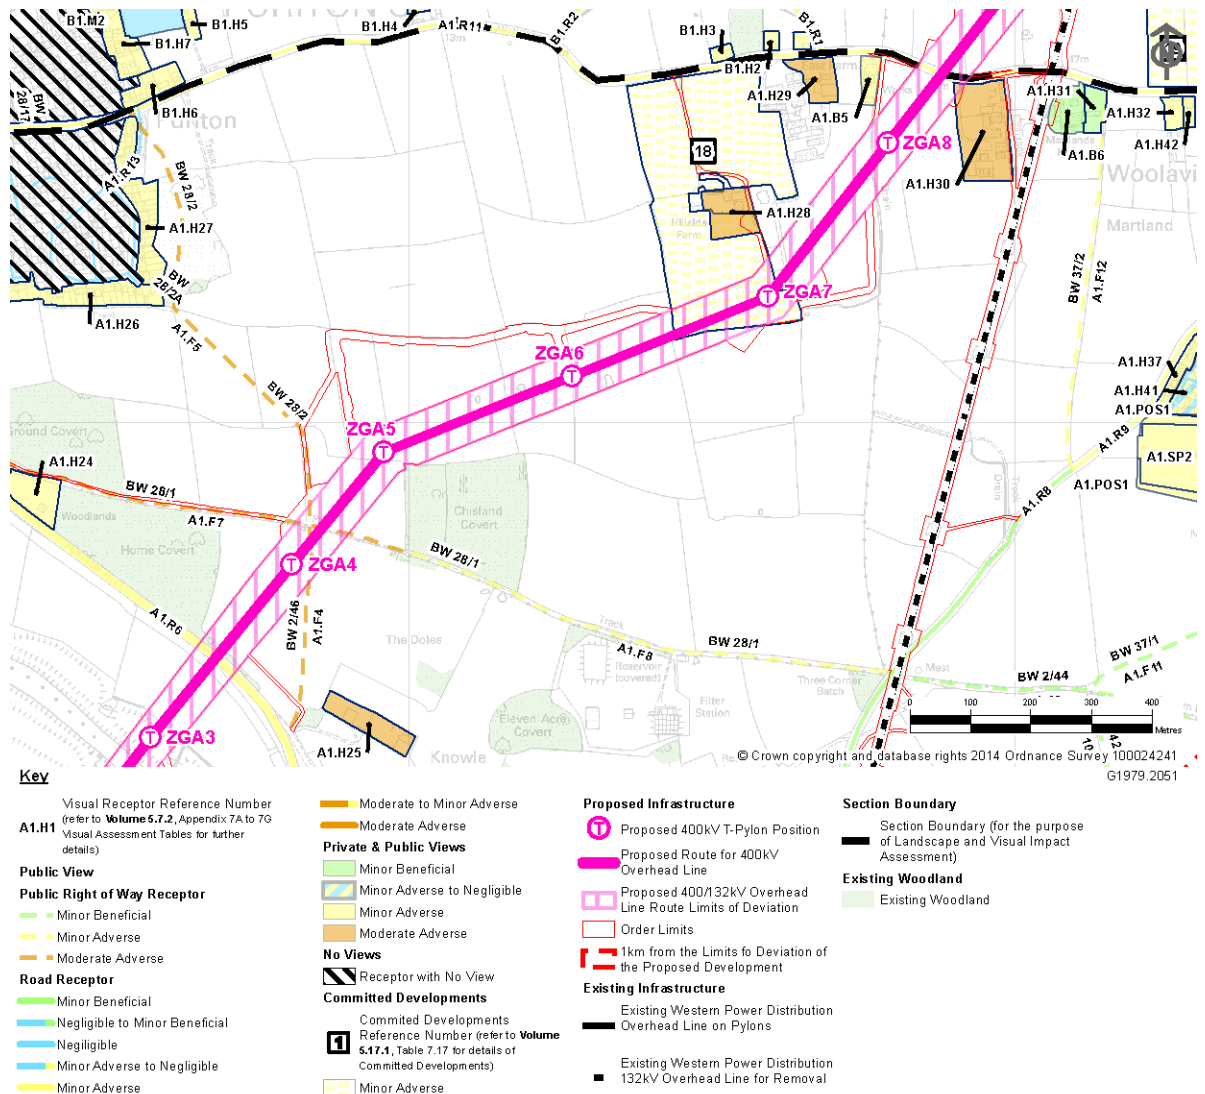 B1.M2
B1.H5
B1.H4
A1.R11
13m
B1.R2
B1.H3
B1.R1
B1.H7
B1.H2
17m
BW 28/17
B1.H6
Puriton
A1.H29
A1.B5
A1.H31
A1.H32
A1.B6
A1.H42
18
ZGA8
A1.H30
Woolavi
A1.R13
BW 28/2
A1.H27
Hillside Farm
A1.H28
Martland
BW 28/2A
A1.H26
A1.F5
ZGA7
Drain
BW 37/2
A1.F12
ZGA6
A1.H37
A1.H41
A1.POS1
BW 28/2
ZGA5
A1.R9
A1.SP2
A1.POS1
Ground Covert
A1.H24
BW 28/1
Woodlands
A1.F7
Chisland Covert
Track
Drain
A1.R8
Home Covert
BW 28/1
ZGA4
A1.R6
BW 2/46
A1.F4
The Doles
Track
A1.F8
BW 28/1
BW 37/1
A1.F11
Reservoir (covered)
Mast
Three Corner Batch
BW 2/44
Filter Station
Eleven Acre Covert
ZGA3
A1.H25
Knowle
0 100 200 300 400
Metres
© Crown copyright and database rights 2014 Ordnance Survey 100024241
G1979.2051
Key
A1.H1
Visual Receptor Reference Number
(refer to Volume 5.7.2, Appendix 7A to 7G
Visual Assessment Tables for further
details)
Public View
Public Right of Way Receptor
Minor Beneficial
Minor Adverse
Moderate Adverse
Road Receptor
Minor Beneficial
Negligible to Minor Beneficial
Negiligible
Minor Adverse to Negligible
Minor Adverse
Moderate to Minor Adverse
Moderate Adverse
Private & Public Views
Minor Beneficial
Minor Adverse to Negligible
Minor Adverse
Moderate Adverse
No Views
Receptor with No View
Committed Developments
1
Commited Developments
Reference Number (refer to Volume
5.17.1, Table 7.17 for details of
Committed Developments)
Minor Adverse
Proposed Infrastructure
Proposed 400kV T-Pylon Position
Proposed Route for 400kV
Overhead Line
Proposed 400/132kV Overhead
Line Route Limits of Deviation
Order Limits
1km from the Limits fo Deviation of
the Proposed Development
Existing Infrastructure
Existing Western Power Distribution
Overhead Line on Pylons
Existing Western Power Distribution
132kV Overhead Line for Removal
Section Boundary
Section Boundary (for the purpose
of Landscape and Visual Impact
Assessment)
Existing Woodland
Existing Woodland